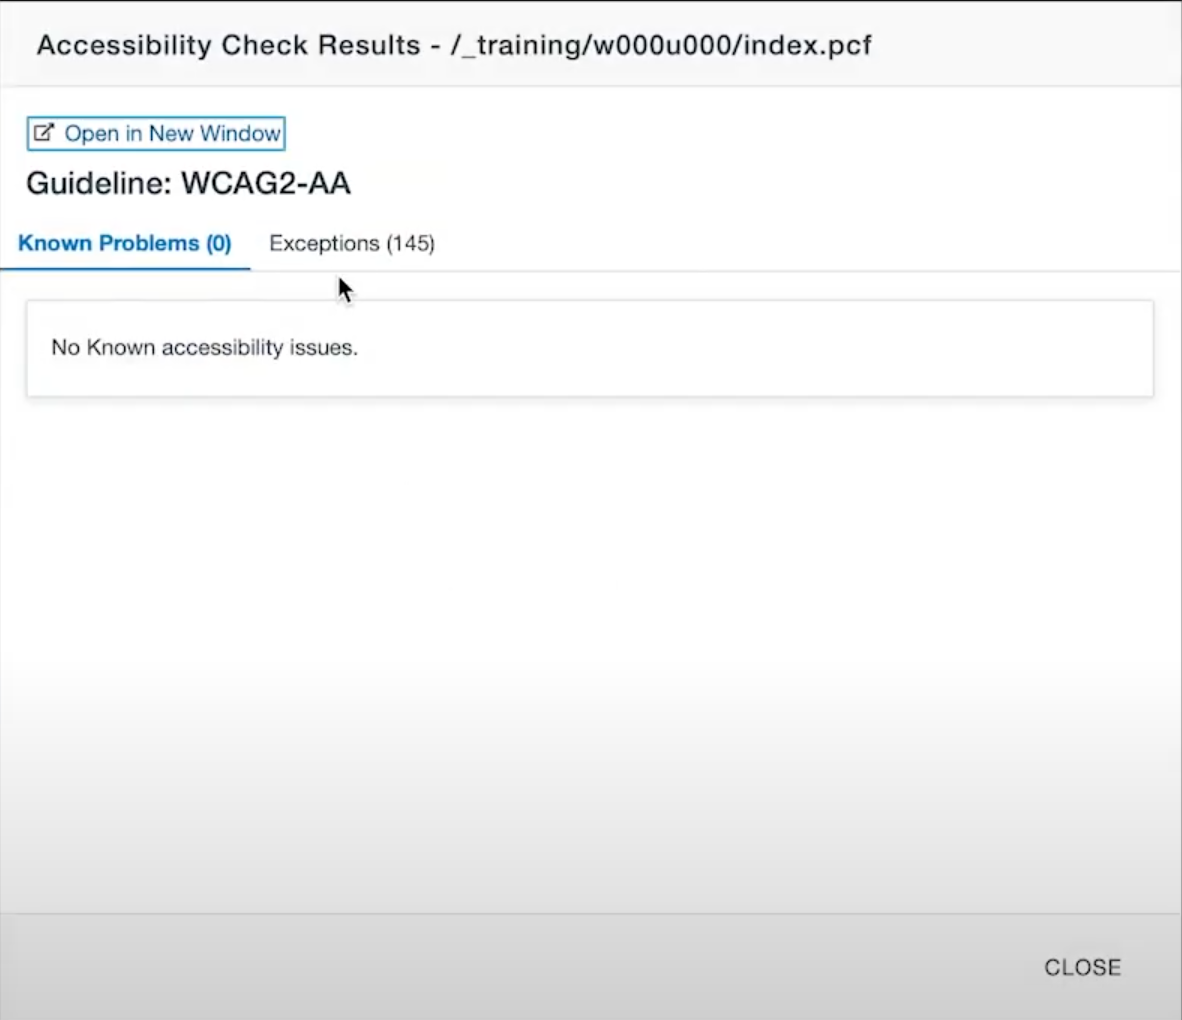 Accessibility Check Results - /_training/w000u000/index.pcf
Open in New Window
Guideline: WCAG2-AA
Known Problems (0) Exceptions (145)
No Known accessibility issues.
CLOSE